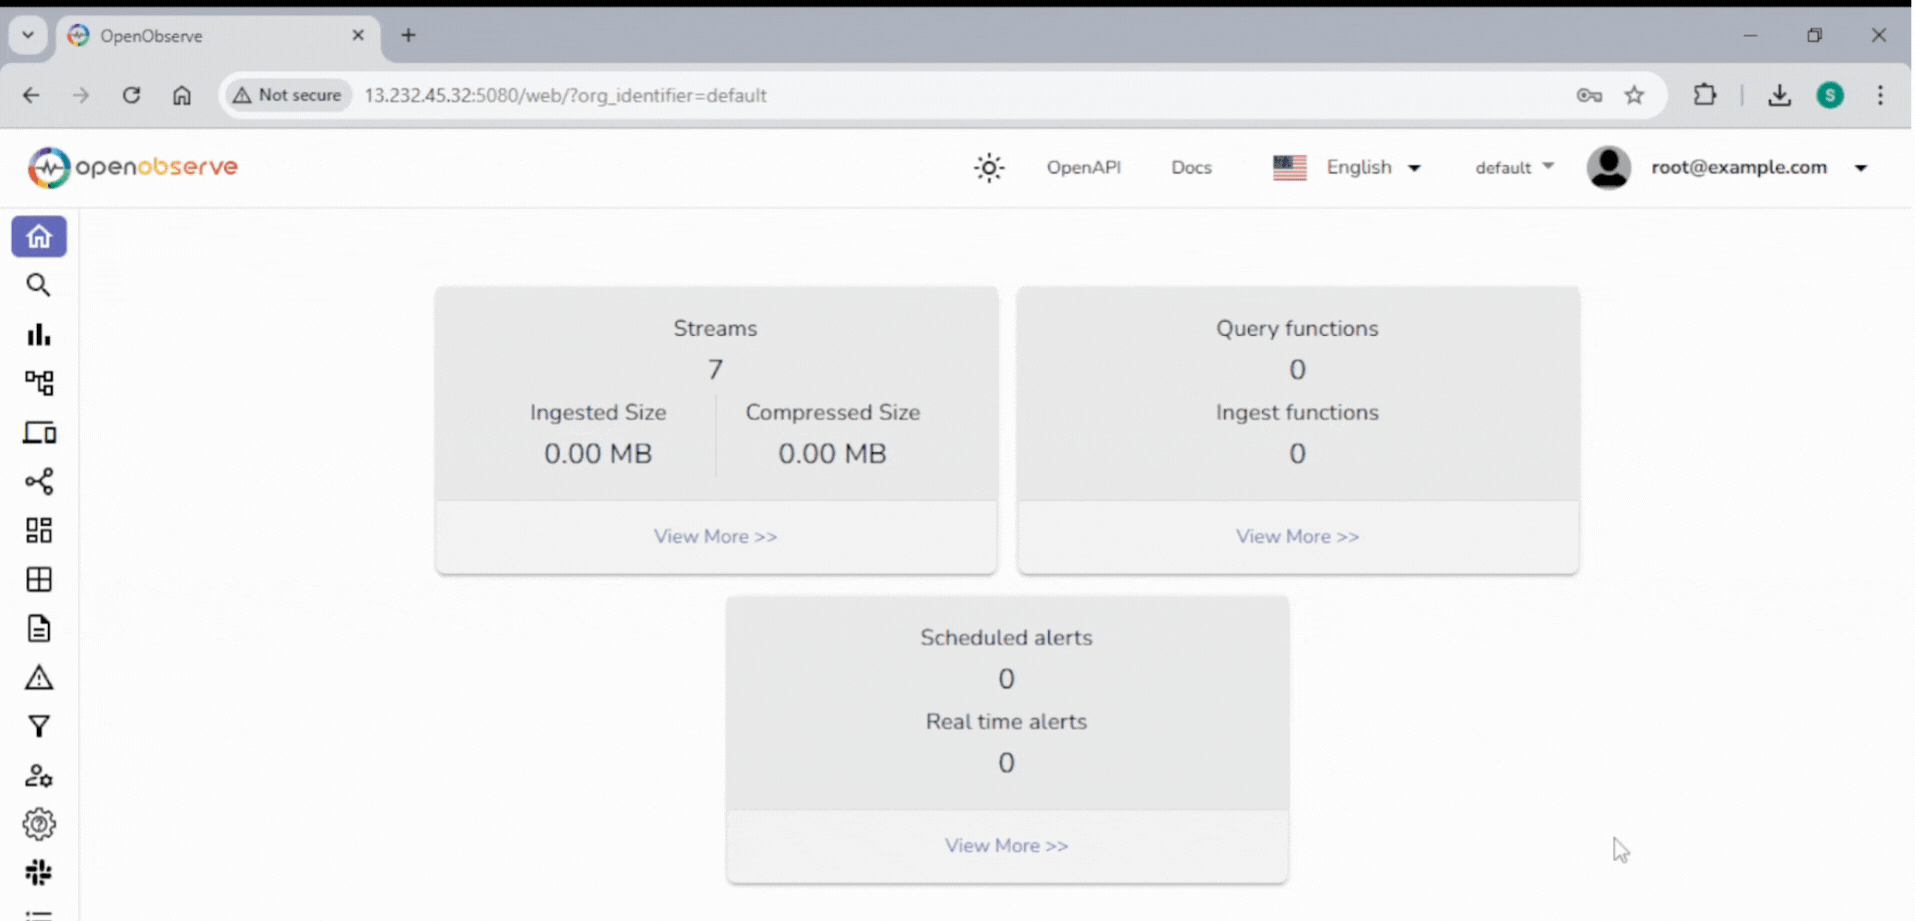 OpenObserve
Not secure
13.232.45.32:5080/web/?org_identifier=default
S
openobserve
OpenAPI
Docs
English
default
root@example.com
Streams
7
Ingested Size
Compressed Size
0.00 MB
0.00 MB
View More >>
Query functions
0
Ingest functions
0
View More >>
Scheduled alerts
0
Real time alerts
0
View More >>